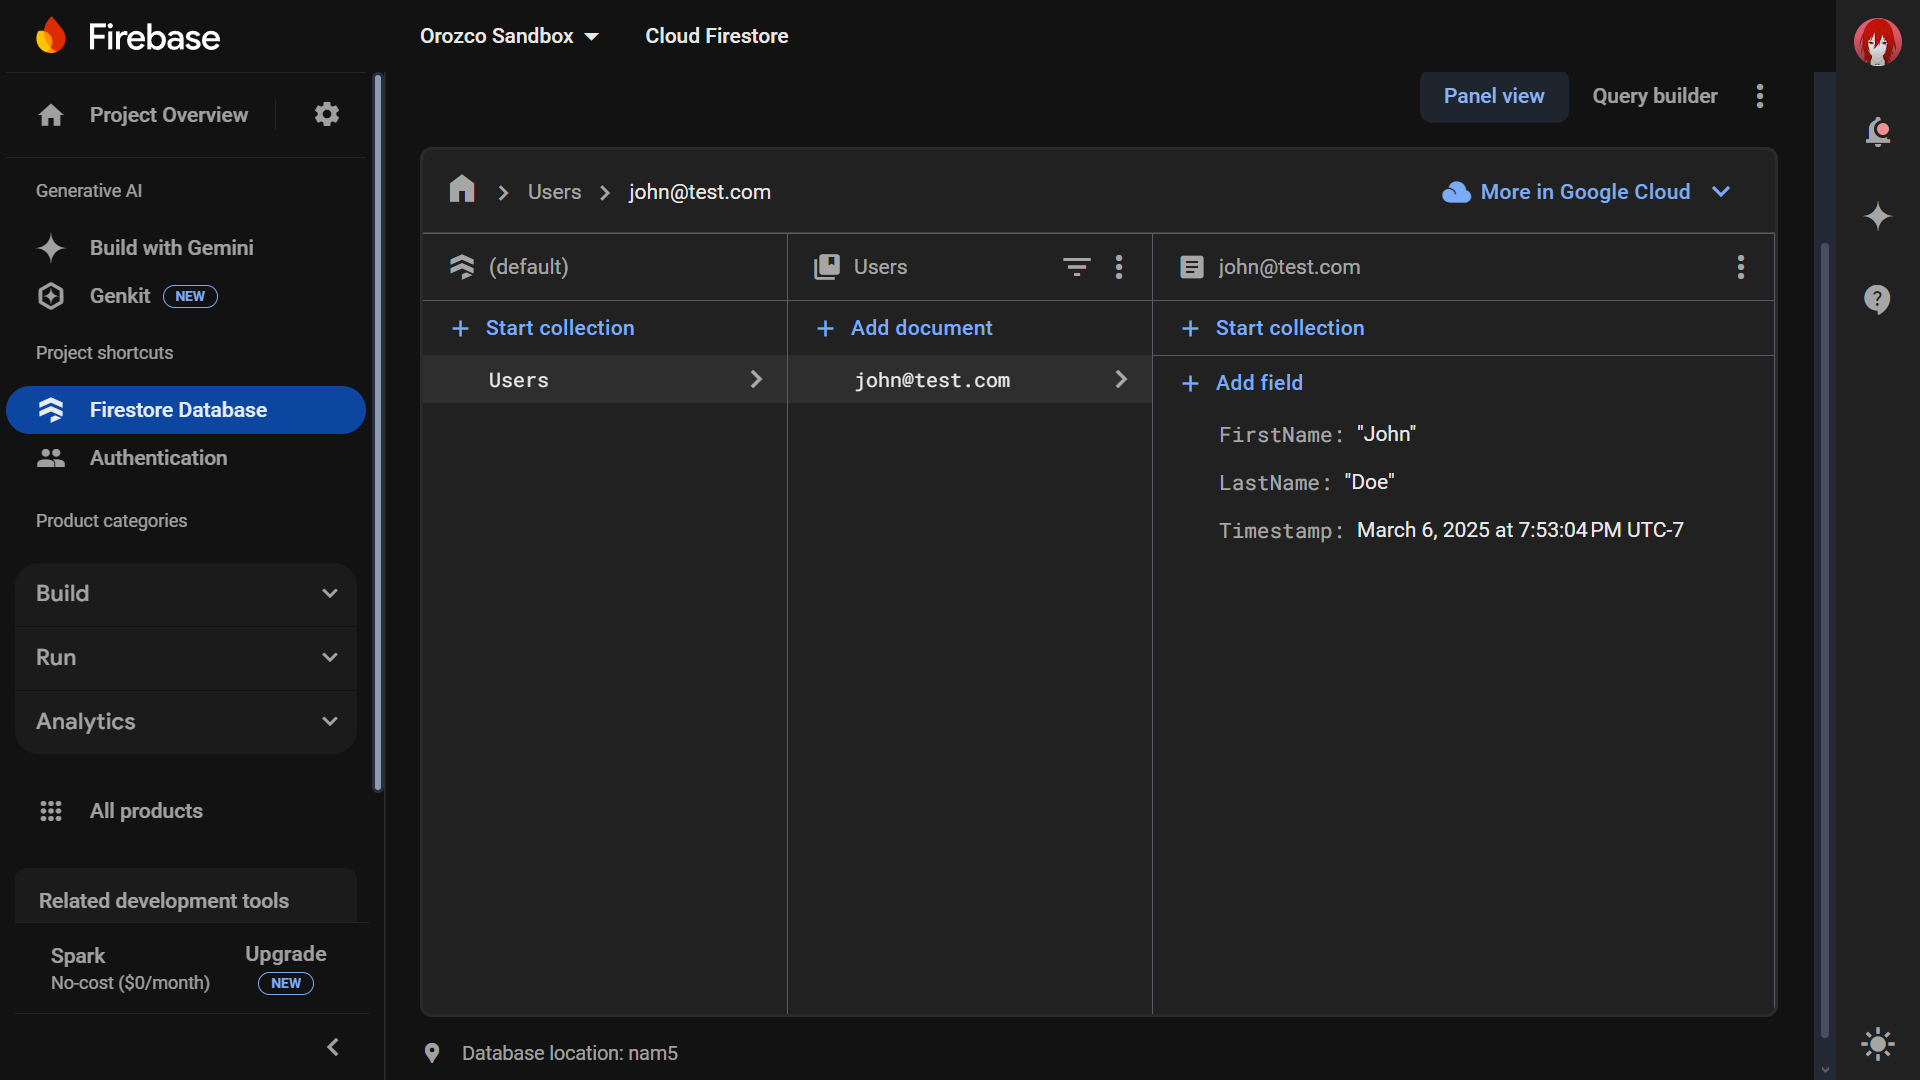 Firebase
Orozco Sandbox
Cloud Firestore
Project Overview
Panel view
Query builder
Generative AI
Users
john@test.com
More in Google Cloud
Build with Gemini
Genkit NEW
(default)
Users
john@test.com
Start collection
Add document
Start collection
Project shortcuts
Users
john@test.com
Add field
Firestore Database
FirstName: "John"
Authentication
LastName: "Doe"
Product categories
Timestamp: March 6, 2025 at 7:53:04 PM UTC-7
Build
Run
Analytics
All products
Related development tools
Spark
No-cost ($0/month)
Upgrade
NEW
Database location: nam5